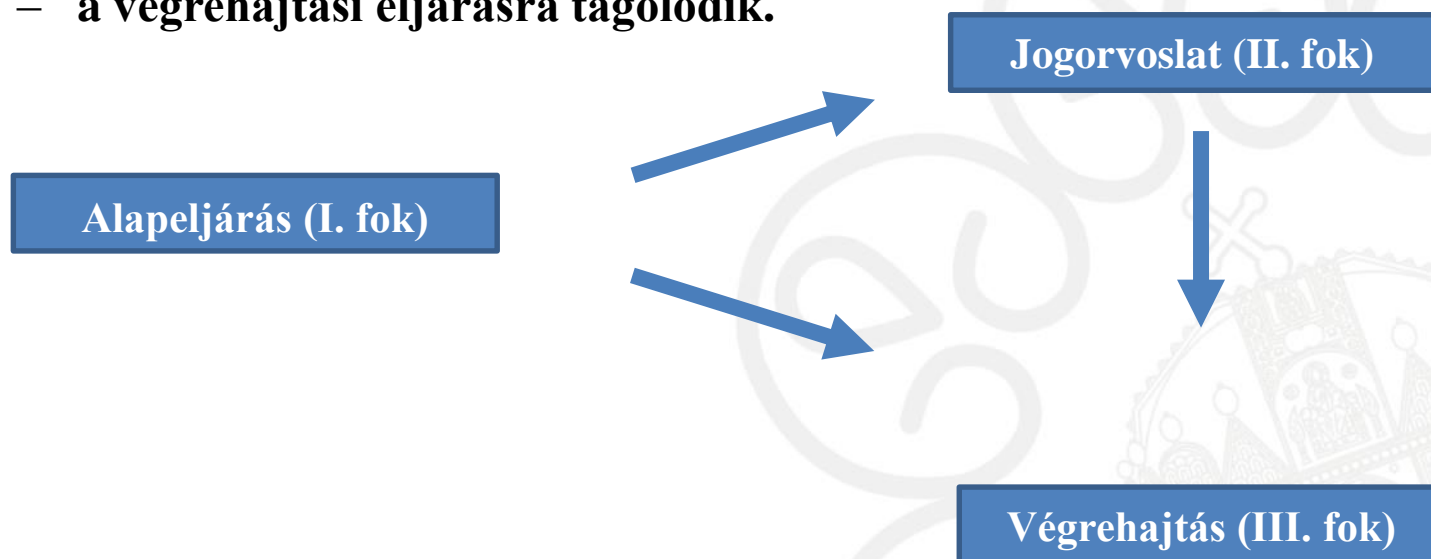 – a végrehajtási eljárásra tagolódik.
Jogorvoslat (II. fok)
Alapeljárás (I. fok)
Végrehajtás (III. fok)